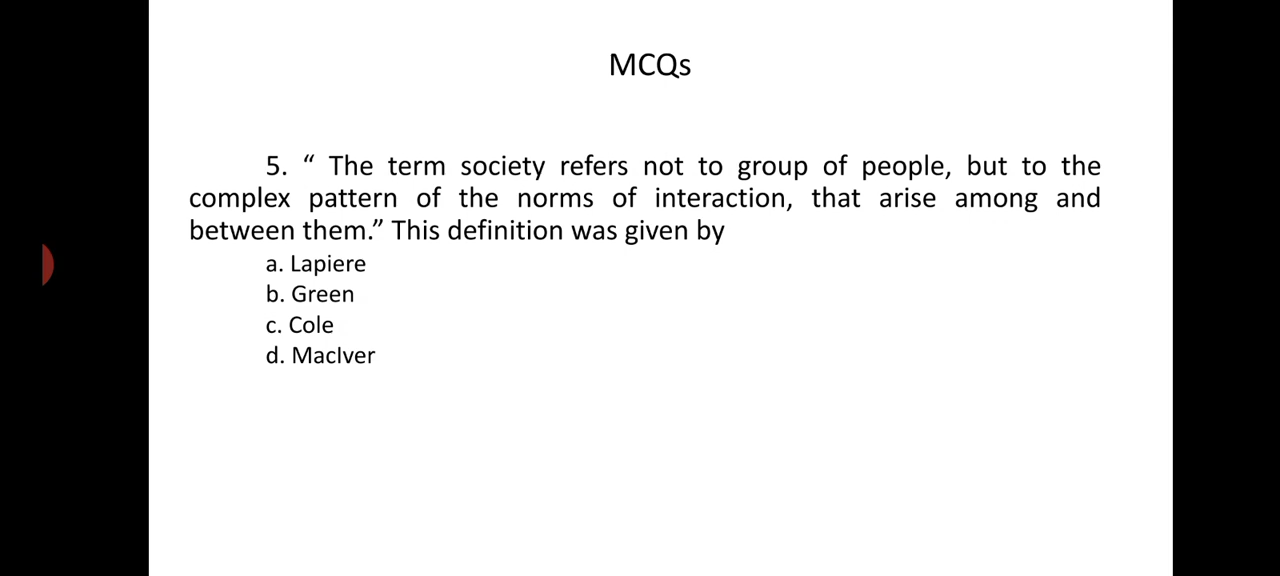 MCQs
5. “ The term society refers not to group of people, but to the
complex pattern of the norms of interaction, that arise among and
between them.” This definition was given by
a. Lapiere
b. Green
c. Cole
d. MacIver